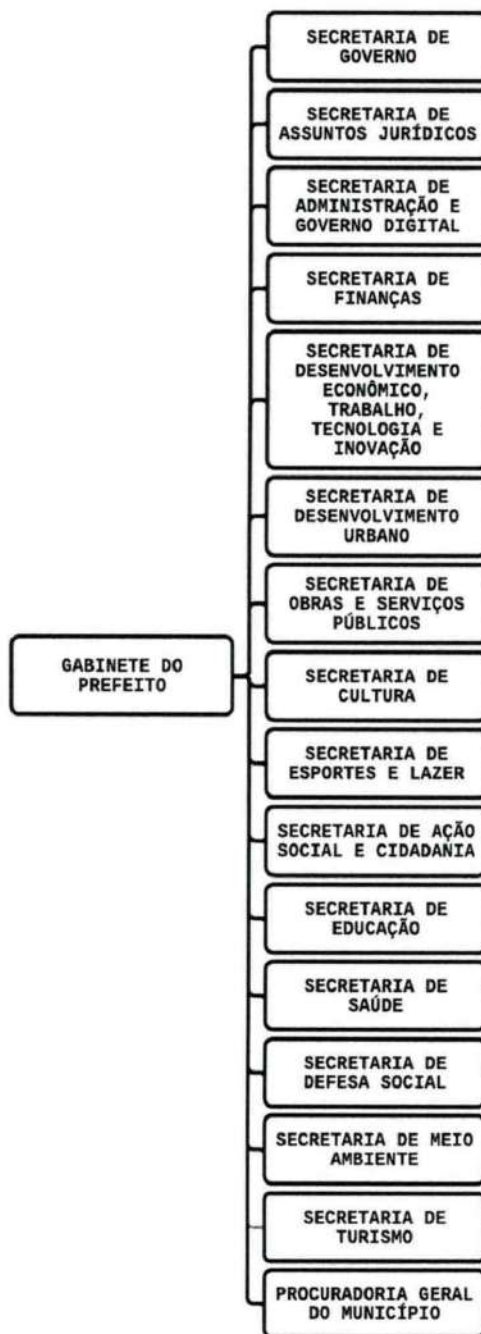 SECRETARIA DE
GOVERNO
SECRETARIA DE
ASSUNTOS JURÍDICOS
SECRETARIA DE
ADMINISTRAÇÃO E
GOVERNO DIGITAL
SECRETARIA DE
FINANÇAS
SECRETARIA DE
DESENVOLVIMENTO
ECONÔMICO,
TRABALHO,
TECNOLOGIA E
INOVAÇÃO
SECRETARIA DE
DESENVOLVIMENTO
URBANO
SECRETARIA DE
OBRAS E SERVIÇOS
PÚBLICOS
GABINETE DO
PREFEITO
SECRETARIA DE
CULTURA
SECRETARIA DE
ESPORTES E LAZER
SECRETARIA DE AÇÃO
SOCIAL E CIDADANIA
SECRETARIA DE
EDUCAÇÃO
SECRETARIA DE
SAÚDE
SECRETARIA DE
DEFESA SOCIAL
SECRETARIA DE MEIO
AMBIENTE
SECRETARIA DE
TURISMO
PROCURADORIA GERAL
DO MUNICÍPIO